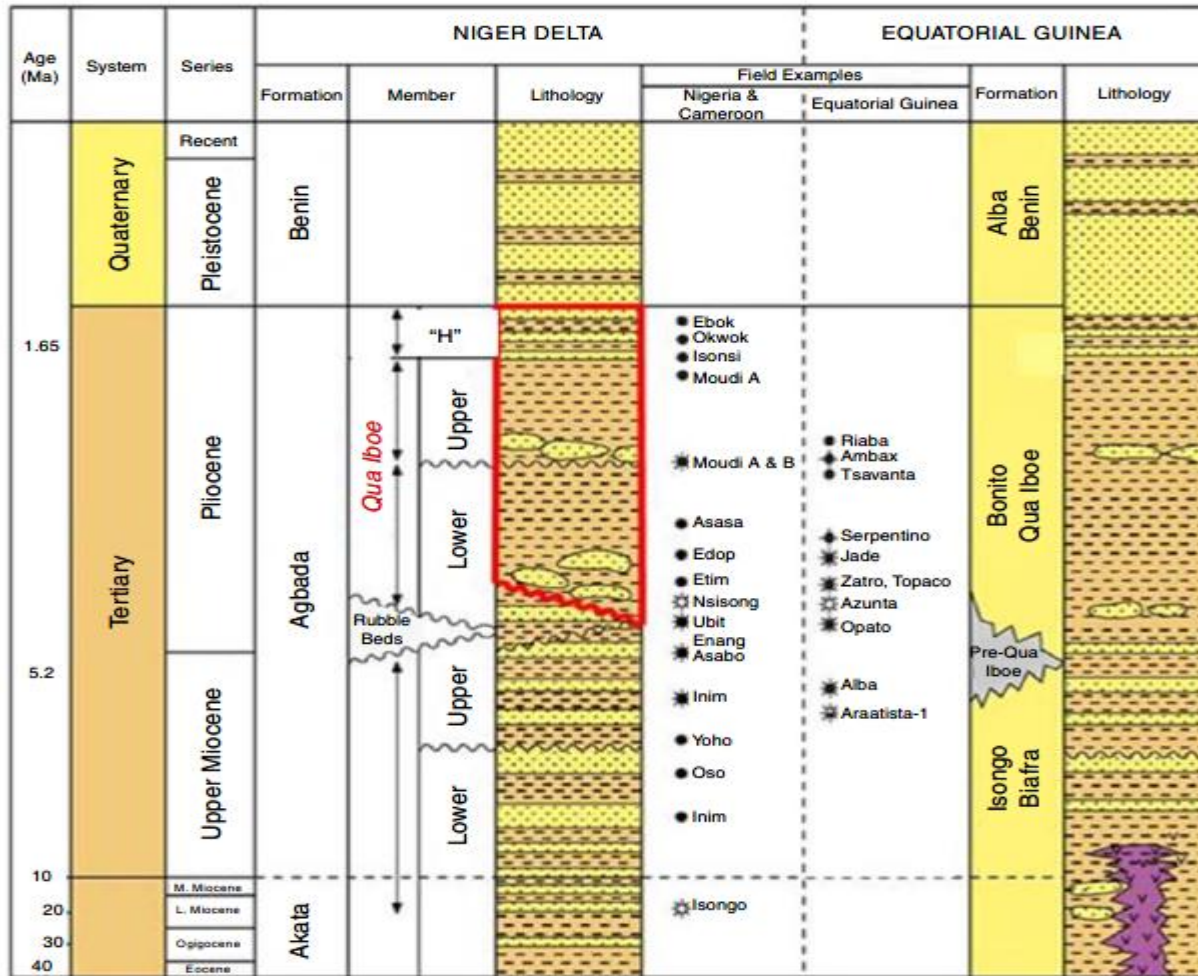 NIGER DELTA
EQUATORIAL GUINEA
Age
(Ma)
System
Series
Formation
Member
Lithology
Field Examples
Nigeria &
Cameroon
Equatorial Guinea
Formation
Lithology
Quaternary
Recent
Pleistocene
Benin
Alba
Benin
1.65
5.2
10
20
30
40
Tertiary
Pliocene
Upper Miocene
M. Miocene
L. Miocene
Ogigocene
Eocene
Agbada
Akata
Qua Iboe
"H"
Upper
Lower
Rubble
Beds
Upper
Lower
Ebok
Okwok
Isonsi
Moudi A
Moudi A & B
Asasa
Edop
Etim
Nsisong
Ubit
Enang
Asabo
Inim
Yoho
Oso
Inim
Isongo
Riaba
Ambax
Tsavanta
Serpentino
Jade
Zatro, Topaco
Azunta
Opato
Alba
Araatista-1
Bonito
Qua Iboe
Pre-Qua
Iboe
Isongo
Biafra